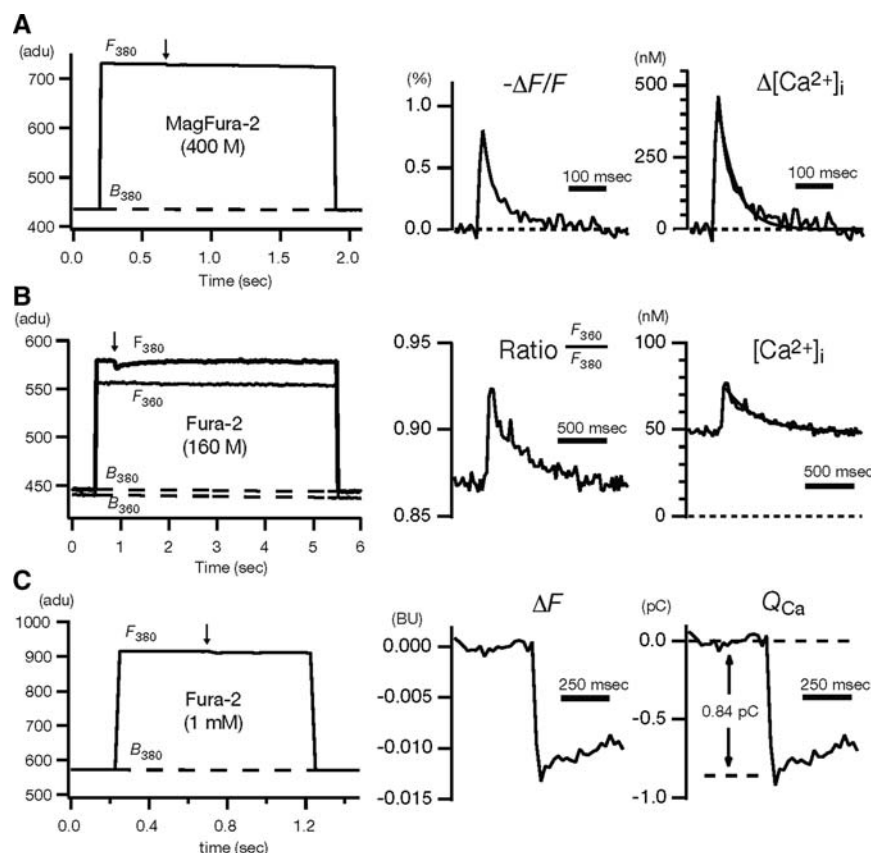 A
(adu)
F380
700
600
500
400
B380
MagFura-2
(400 M)
0.0 0.5 1.0 1.5 2.0
Time (sec)
(%)
-ΔF/F
1.0
0.5
0.0
100 msec
(nM)
Δ[Ca2+]i
500
250
0
100 msec
B
(adu)
600
550
500
450
F380
F360
Fura-2
(160 M)
B380
B360
0 1 2 3 4 5 6
Time (sec)
0.95
0.90
0.85
Ratio F360
F380
500 msec
(nM)
100
50
0
[Ca2+]i
500 msec
C
(adu)
1000
900
800
700
600
500
F380
Fura-2
(1 mM)
B380
0.0 0.4 0.8 1.2
time (sec)
(BU)
ΔF
0.000
-0.005
-0.010
-0.015
250 msec
(pC)
QCa
0.0
-0.5
-1.0
250 msec
0.84 pC